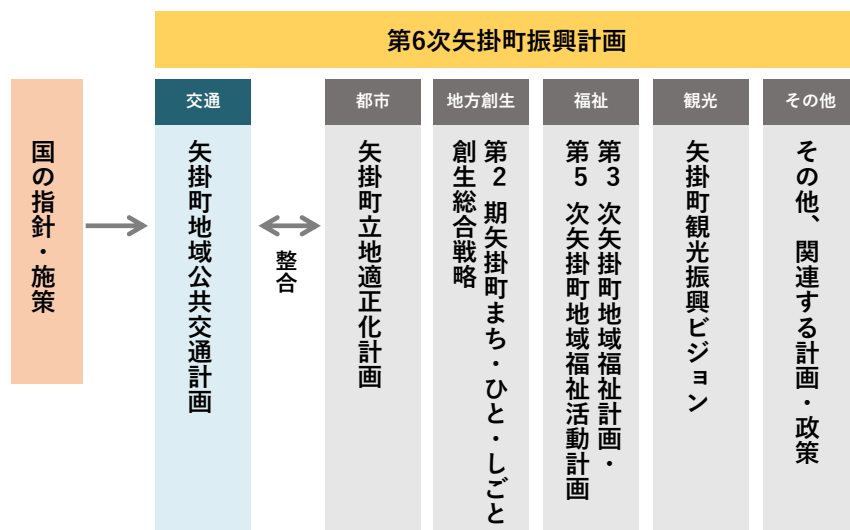 第6次矢掛町振興計画
国の指針・施策
交通
矢掛町地域公共交通計画
整合
都市
矢掛町立地適正化計画
地方創生
第2期矢掛町まち・ひと・しごと
創生総合戦略
福祉
第3次矢掛町地域福祉計画・
第5次矢掛町地域福祉活動計画
観光
矢掛町観光振興ビジョン
その他
その他、関連する計画・政策